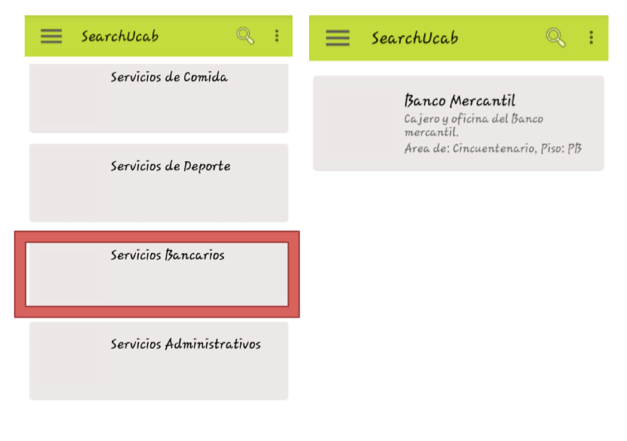 SearchUcab
Servicios de Comida
Servicios de Deporte
Servicios Bancarios
Servicios Administrativos
SearchUcab
Banco Mercantil
Cajero y oficina del Banco
mercantil.
Area de: Cincuentenario, Piso: PB